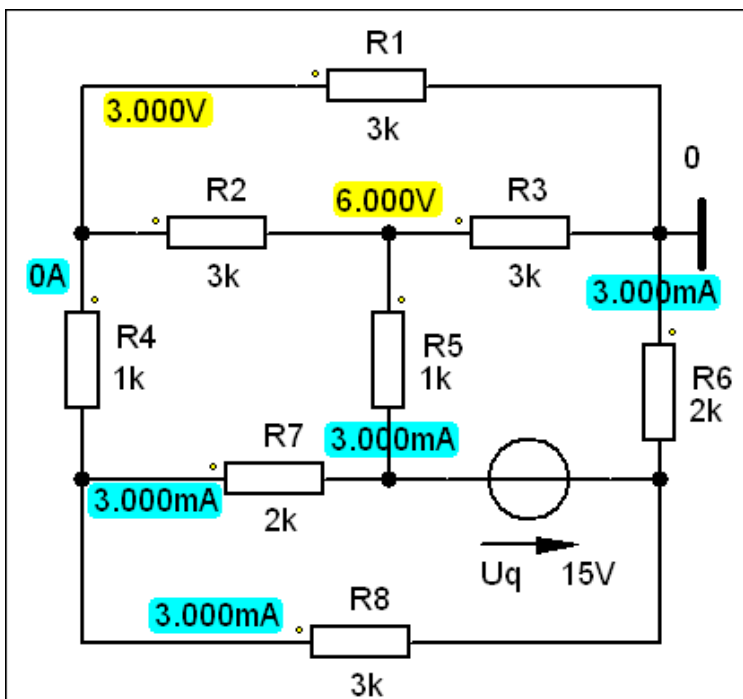 R1
3.000V
3k
0
R2
6.000V
R3
3k
3k
0A
3.000mA
R4
1k
R5
1k
R6
2k
R7
3.000mA
3.000mA
2k
Uq 15V
3.000mA
R8
3k